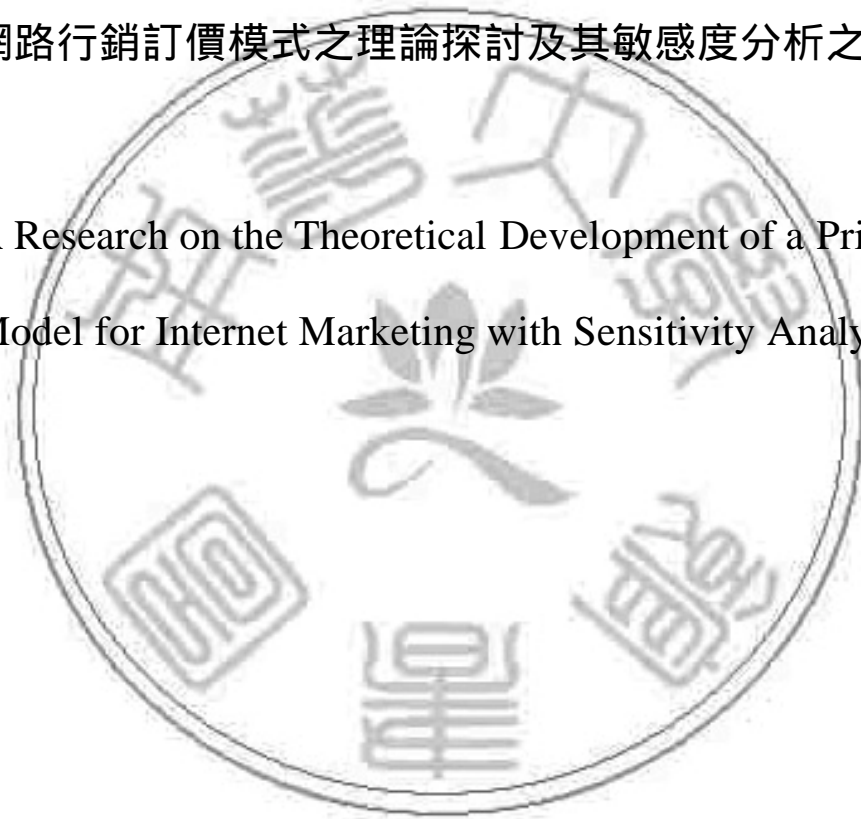 網路行銷訂價模式之理論探討及其敏感度分析之
Research on the Theoretical Development of a Pri
Model for Internet Marketing with Sensitivity Analy